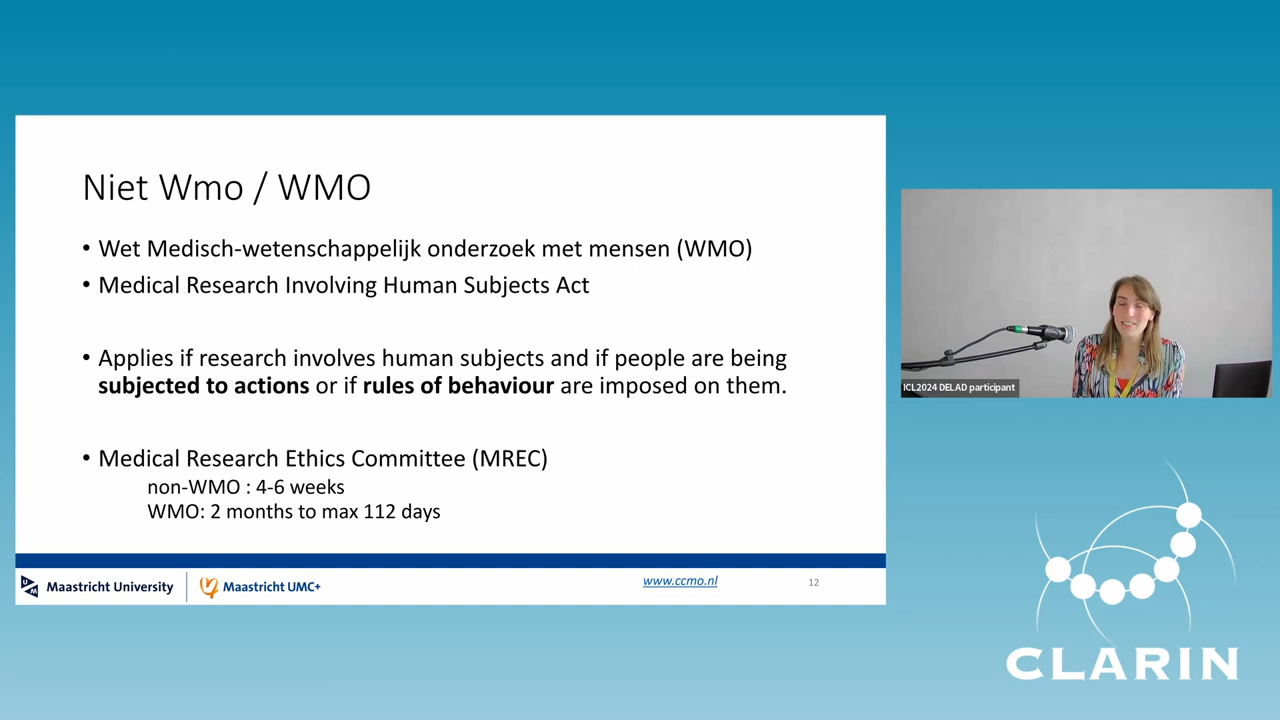 Niet Wmo / WMO
• Wet Medisch-wetenschappelijk onderzoek met mensen (WMO)
• Medical Research Involving Human Subjects Act
• Applies if research involves human subjects and if people are being
subjected to actions or if rules of behaviour are imposed on them.
• Medical Research Ethics Committee (MREC)
non-WMO : 4-6 weeks
WMO: 2 months to max 112 days
UM Maastricht University
Maastricht UMC+
www.ccmo.nl
12
ICL2024 DELAD participant
CLARIN